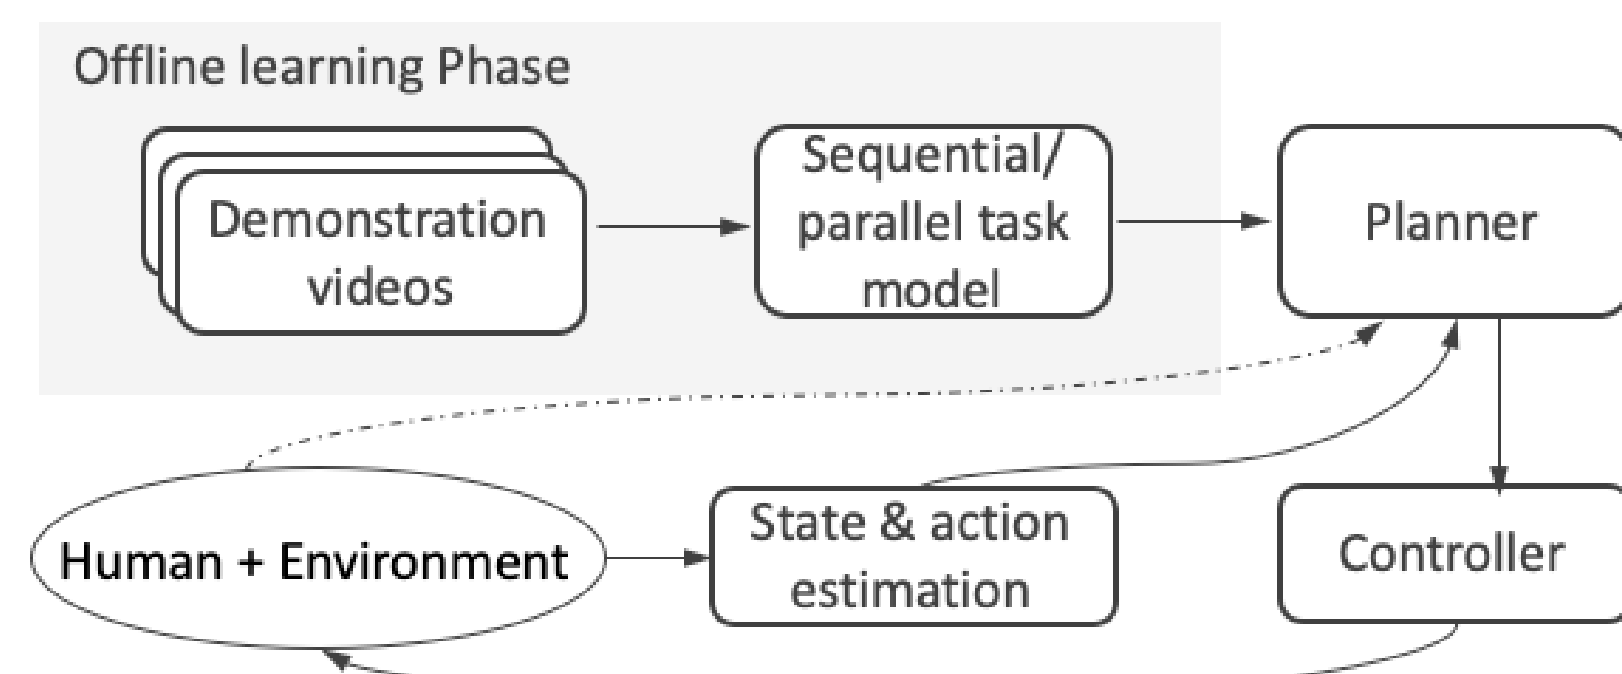 Offline learning Phase
Demonstration
videos
Sequential/
parallel task
model
Planner
Human + Environment
State & action
estimation
Controller